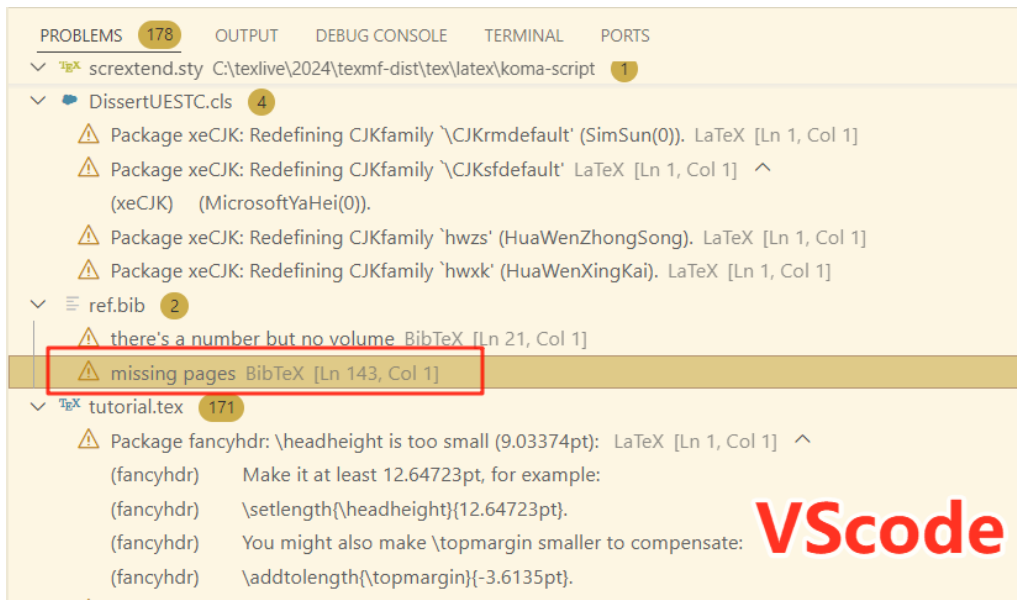 PROBLEMS 178 OUTPUT DEBUG CONSOLE TERMINAL PORTS
TEX scrextend.sty C:\texlive\2024\texmf-dist\tex\latex\koma-script 1
DissertUESTC.cls 4
Package xeCJK: Redefining CJKfamily `\CJKrmdefault' (SimSun(0)). LaTeX [Ln 1, Col 1]
Package xeCJK: Redefining CJKfamily `\CJKsfdefault' LaTeX [Ln 1, Col 1]
(xeCJK) (MicrosoftYaHei(0)).
Package xeCJK: Redefining CJKfamily `hwzs' (HuaWenZhongSong). LaTeX [Ln 1, Col 1]
Package xeCJK: Redefining CJKfamily `hwxk' (HuaWenXingKai). LaTeX [Ln 1, Col 1]
ref.bib 2
there's a number but no volume BibTeX [Ln 21, Col 1]
missing pages BibTeX [Ln 143, Col 1]
TEX tutorial.tex 171
Package fancyhdr: \headheight is too small (9.03374pt): LaTeX [Ln 1, Col 1]
(fancyhdr) Make it at least 12.64723pt, for example:
(fancyhdr) \setlength{\headheight}{12.64723pt}.
(fancyhdr) You might also make \topmargin smaller to compensate:
(fancyhdr) \addtolength{\topmargin}{-3.6135pt}.
VScode